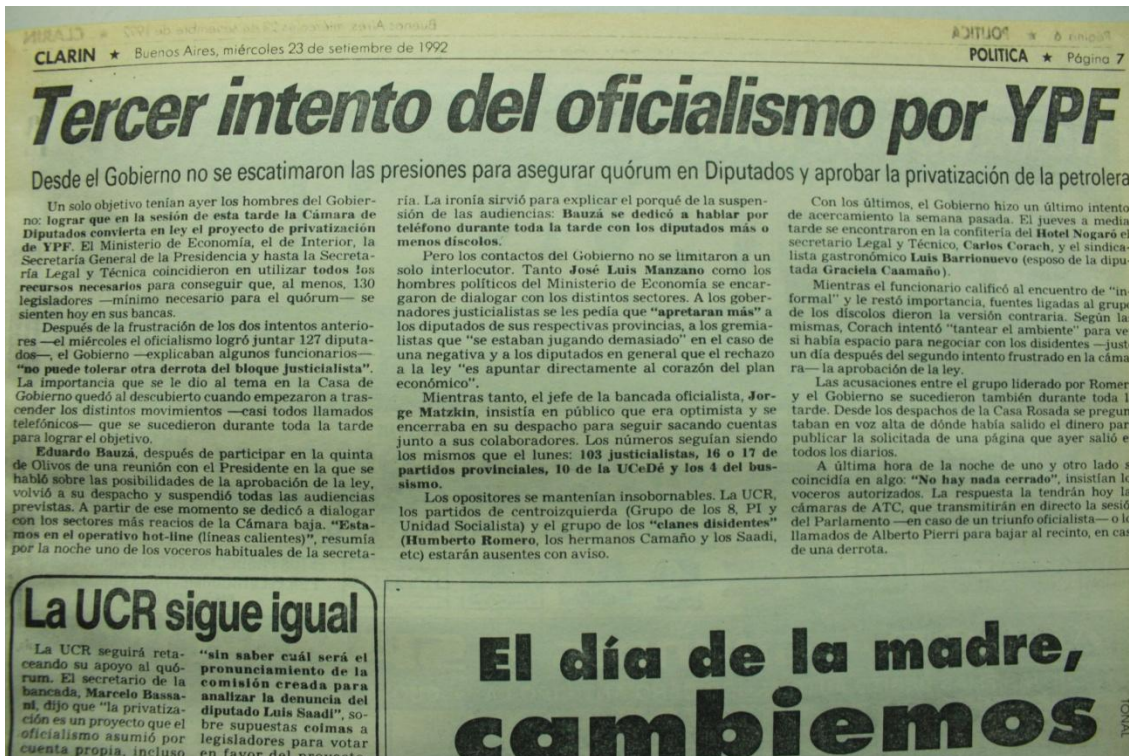 CLARIN ★ Buenos Aires, miércoles 23 de setiembre de 1992
POLITICA ★ Página 7
Tercer intento del oficialismo por YPF
Desde el Gobierno no se escatimaron las presiones para asegurar quórum en Diputados y aprobar la privatización de la petrolera
Un solo objetivo tenían ayer los hombres del Gobier-
no: lograr que en la sesión de esta tarde la Cámara de
Diputados convierta en ley el proyecto de privatización
de YPF. El Ministerio de Economía, el de Interior, la
Secretaría General de la Presidencia y hasta la Secreta-
ría Legal y Técnica coincidieron en utilizar todos los
recursos necesarios para conseguir que, al menos, 130
legisladores —mínimo necesario para el quórum— se
sienten hoy en sus bancas.
Después de la frustración de los dos intentos anterio-
res —el miércoles el oficialismo logró juntar 127 diputa-
dos—, el Gobierno —explicaban algunos funcionarios—
"no puede tolerar otra derrota del bloque justicialista".
La importancia que se le dio al tema en la Casa de
Gobierno quedó al descubierto cuando empezaron a tras-
cender los distintos movimientos —casi todos llamados
telefónicos— que se sucedieron durante toda la tarde
para lograr el objetivo.
Eduardo Bauzá, después de participar en la quinta
de Olivos de una reunión con el Presidente en la que se
habló sobre las posibilidades de la aprobación de la ley,
volvió a su despacho y suspendió todas las audiencias
previstas. A partir de ese momento se dedicó a dialogar
con los sectores más reacios de la Cámara baja. "Esta-
mos en el operativo hot-line (líneas calientes)", resumía
por la noche uno de los voceros habituales de la secreta-
ría. La ironía sirvió para explicar el porqué de la suspen-
sión de las audiencias: Bauzá se dedicó a hablar por
teléfono durante toda la tarde con los diputados más o
menos díscolos.
Pero los contactos del Gobierno no se limitaron a un
solo interlocutor. Tanto José Luis Manzano como los
hombres políticos del Ministerio de Economía se encar-
garon de dialogar con los distintos sectores. A los gober-
nadores justicialistas se les pedía que "apretaran más" a
los diputados de sus respectivas provincias, a los gremia-
listas que "se estaban jugando demasiado" en el caso de
una negativa y a los diputados en general que el rechazo
a la ley "es apuntar directamente al corazón del plan
económico".
Mientras tanto, el jefe de la bancada oficialista, Jor-
ge Matzkin, insistía en público que era optimista y se
encerraba en su despacho para seguir sacando cuentas
junto a sus colaboradores. Los números seguían siendo
los mismos que el lunes: 103 justicialistas, 16 o 17 de
partidos provinciales, 10 de la UCeDé y los 4 del bus-
sismo.
Los opositores se mantenían insobornables. La UCR,
los partidos de centroizquierda (Grupo de los 8, PI y
Unidad Socialista) y el grupo de los "clanes disidentes"
(Humberto Romero, los hermanos Camaño y los Saadi,
etc) estarán ausentes con aviso.
Con los últimos, el Gobierno hizo un último intento
de acercamiento la semana pasada. El jueves a media
tarde se encontraron en la confitería del Hotel Nogaró el
secretario Legal y Técnico, Carlos Corach, y el sindica-
lista gastronómico Luis Barrionuevo (esposo de la dipu-
tada Graciela Caamaño).
Mientras el funcionario calificó al encuentro de "in-
formal" y le restó importancia, fuentes ligadas al grupo
de los díscolos dieron la versión contraria. Según las
mismas, Corach intentó "tantear el ambiente" para ver
si había espacio para negociar con los disidentes —justo
un día después del segundo intento frustrado en la cáma-
ra— la aprobación de la ley.
Las acusaciones entre el grupo liderado por Romer
y el Gobierno se sucedieron también durante toda l
tarde. Desde los despachos de la Casa Rosada se pregun
taban en voz alta de dónde había salido el dinero par
publicar la solicitada de una página que ayer salió e
todos los diarios.
A última hora de la noche de uno y otro lado s
coincidía en algo: "No hay nada cerrado", insistían lo
voceros autorizados. La respuesta la tendrán hoy la
cámaras de ATC, que transmitirán en directo la sesió
del Parlamento —en caso de un triunfo oficialista— o lo
llamados de Alberto Pierri para bajar al recinto, en cas
de una derrota.
La UCR sigue igual
La UCR seguirá reta-
ceando su apoyo al quó-
rum. El secretario de la
bancada, Marcelo Bassa-
ni, dijo que "la privatiza-
ción es un proyecto que el
oficialismo asumió por
cuenta propia, incluso
"sin saber cuál será el
pronunciamiento de la
comisión creada para
analizar la denuncia del
diputado Luis Saadi", so-
bre supuestas coimas a
legisladores para votar
en favor del proyecto
El día de la madre,
cambiemos